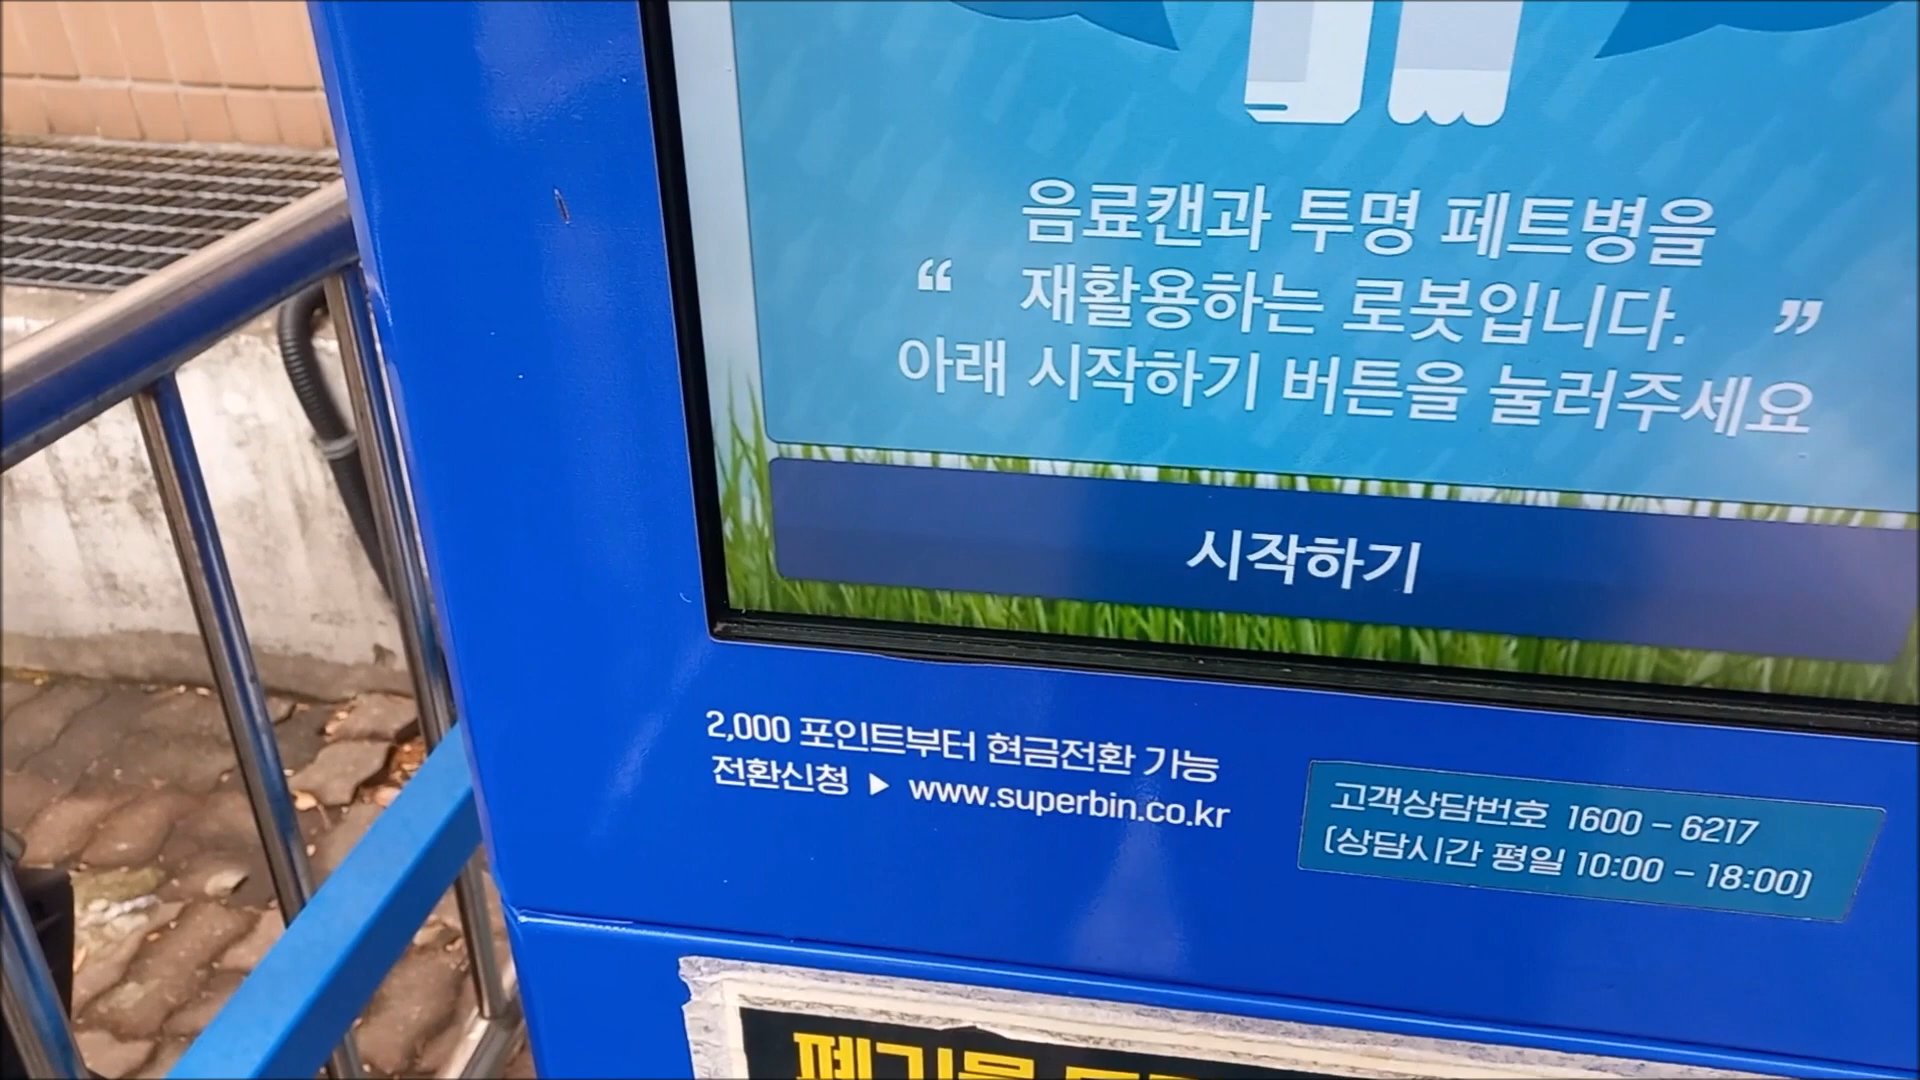 음료캔과 투명 페트병을
“ 재활용하는 로봇입니다. ”
아래 시작하기 버튼을 눌러주세요
시작하기
2,000 포인트부터 현금전환 가능
전환신청 ▶ www.superbin.co.kr
고객상담번호 1600 - 6217
(상담시간 평일 10:00 - 18:00)
폐기물